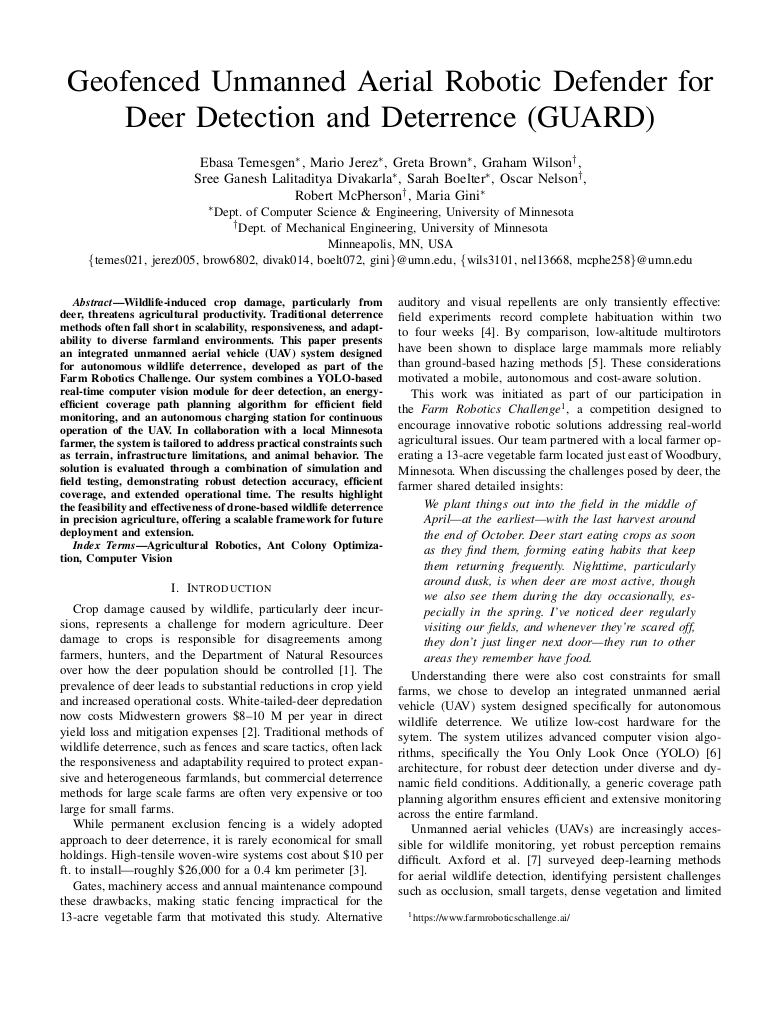 Geofenced Unmanned Aerial Robotic Defender for
Deer Detection and Deterrence (GUARD)
Ebasa Temesgen*, Mario Jerez*, Greta Brown*, Graham Wilson†,
Sree Ganesh Lalitaditya Divakarla*, Sarah Boelter*, Oscar Nelson†,
Robert McPherson†, Maria Gini*
*Dept. of Computer Science & Engineering, University of Minnesota
†Dept. of Mechanical Engineering, University of Minnesota
Minneapolis, MN, USA
{temes021, jerez005, brow6802, divak014, boelt072, gini}@umn.edu, {wils3101, nel13668, mcphe258}@umn.edu
Abstract—Wildlife-induced crop damage, particularly from
deer, threatens agricultural productivity. Traditional deterrence
methods often fall short in scalability, responsiveness, and adapt-
ability to diverse farmland environments. This paper presents
an integrated unmanned aerial vehicle (UAV) system designed
for autonomous wildlife deterrence, developed as part of the
Farm Robotics Challenge. Our system combines a YOLO-based
real-time computer vision module for deer detection, an energy-
efficient coverage path planning algorithm for efficient field
monitoring, and an autonomous charging station for continuous
operation of the UAV. In collaboration with a local Minnesota
farmer, the system is tailored to address practical constraints such
as terrain, infrastructure limitations, and animal behavior. The
solution is evaluated through a combination of simulation and
field testing, demonstrating robust detection accuracy, efficient
coverage, and extended operational time. The results highlight
the feasibility and effectiveness of drone-based wildlife deterrence
in precision agriculture, offering a scalable framework for future
deployment and extension.
Index Terms—Agricultural Robotics, Ant Colony Optimiza-
tion, Computer Vision
I. INTRODUCTION
Crop damage caused by wildlife, particularly deer incur-
sions, represents a challenge for modern agriculture. Deer
damage to crops is responsible for disagreements among
farmers, hunters, and the Department of Natural Resources
over how the deer population should be controlled [1]. The
prevalence of deer leads to substantial reductions in crop yield
and increased operational costs. White-tailed-deer depredation
now costs Midwestern growers $8–10 M per year in direct
yield loss and mitigation expenses [2]. Traditional methods of
wildlife deterrence, such as fences and scare tactics, often lack
the responsiveness and adaptability required to protect expan-
sive and heterogeneous farmlands, but commercial deterrence
methods for large scale farms are often very expensive or too
large for small farms.
While permanent exclusion fencing is a widely adopted
approach to deer deterrence, it is rarely economical for small
holdings. High-tensile woven-wire systems cost about $10 per
ft. to install—roughly $26,000 for a 0.4 km perimeter [3].
Gates, machinery access and annual maintenance compound
these drawbacks, making static fencing impractical for the
13-acre vegetable farm that motivated this study. Alternative
auditory and visual repellents are only transiently effective:
field experiments record complete habituation within two
to four weeks [4]. By comparison, low-altitude multirotors
have been shown to displace large mammals more reliably
than ground-based hazing methods [5]. These considerations
motivated a mobile, autonomous and cost-aware solution.
This work was initiated as part of our participation in
the Farm Robotics Challenge1, a competition designed to
encourage innovative robotic solutions addressing real-world
agricultural issues. Our team partnered with a local farmer op-
erating a 13-acre vegetable farm located just east of Woodbury,
Minnesota. When discussing the challenges posed by deer, the
farmer shared detailed insights:
We plant things out into the field in the middle of
April—at the earliest—with the last harvest around
the end of October. Deer start eating crops as soon
as they find them, forming eating habits that keep
them returning frequently. Nighttime, particularly
around dusk, is when deer are most active, though
we also see them during the day occasionally, es-
pecially in the spring. I've noticed deer regularly
visiting our fields, and whenever they're scared off,
they don't just linger next door—they run to other
areas they remember have food.
Understanding there were also cost constraints for small
farms, we chose to develop an integrated unmanned aerial
vehicle (UAV) system designed specifically for autonomous
wildlife deterrence. We utilize low-cost hardware for the
sytem. The system utilizes advanced computer vision algo-
rithms, specifically the You Only Look Once (YOLO) [6]
architecture, for robust deer detection under diverse and dy-
namic field conditions. Additionally, a generic coverage path
planning algorithm ensures efficient and extensive monitoring
across the entire farmland.
Unmanned aerial vehicles (UAVs) are increasingly acces-
sible for wildlife monitoring, yet robust perception remains
difficult. Axford et al. [7] surveyed deep-learning methods
for aerial wildlife detection, identifying persistent challenges
such as occlusion, small targets, dense vegetation and limited
1https://www.farmroboticschallenge.ai/